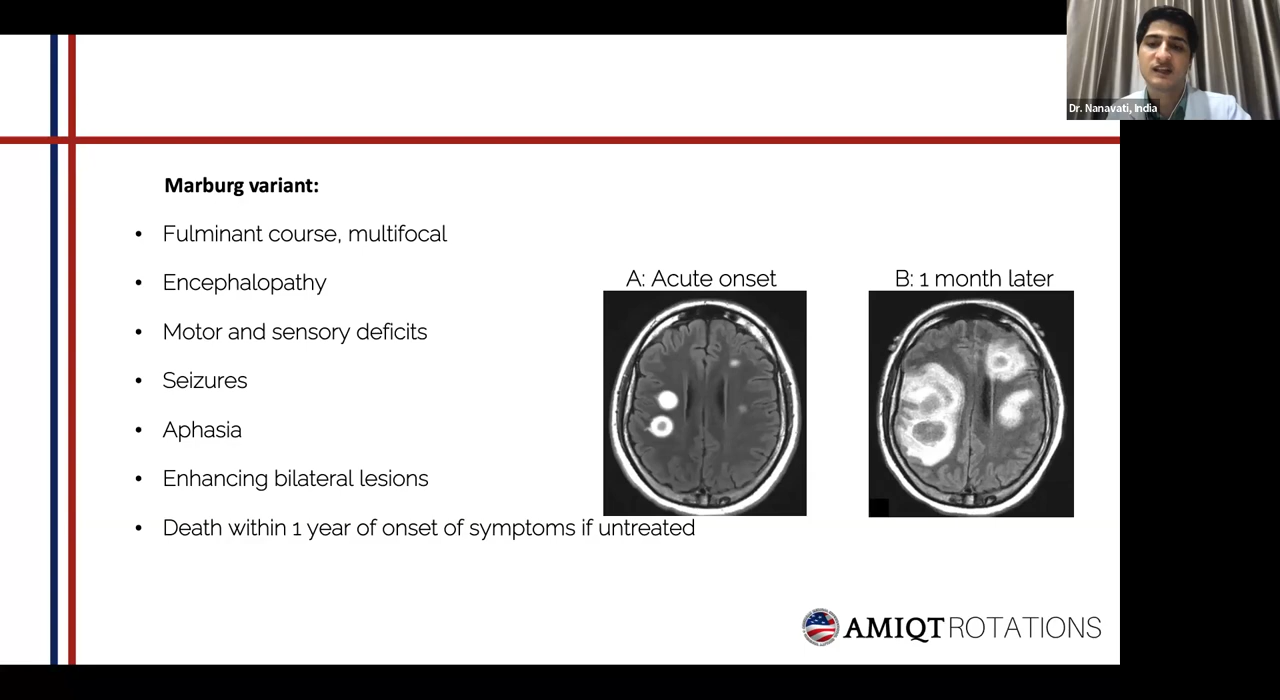 Dr. Nanavati, India
Marburg variant:
• Fulminant course, multifocal
• Encephalopathy
• Motor and sensory deficits
• Seizures
• Aphasia
• Enhancing bilateral lesions
• Death within 1 year of onset of symptoms if untreated
A: Acute onset
B: 1 month later
AMIQT ROTATIONS